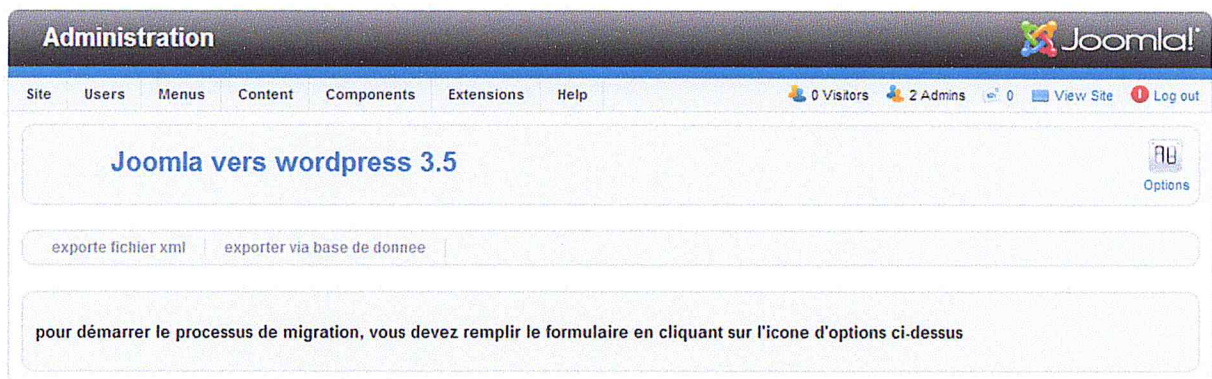 Administration Joomla!
Site Users Menus Content Components Extensions Help 0 Visitors 2 Admins 0 View Site Log out
Joomla vers wordpress 3.5
Options
exporte fichier xml exporter via base de donnee
pour démarrer le processus de migration, vous devez remplir le formulaire en cliquant sur l'icone d'options ci-dessus